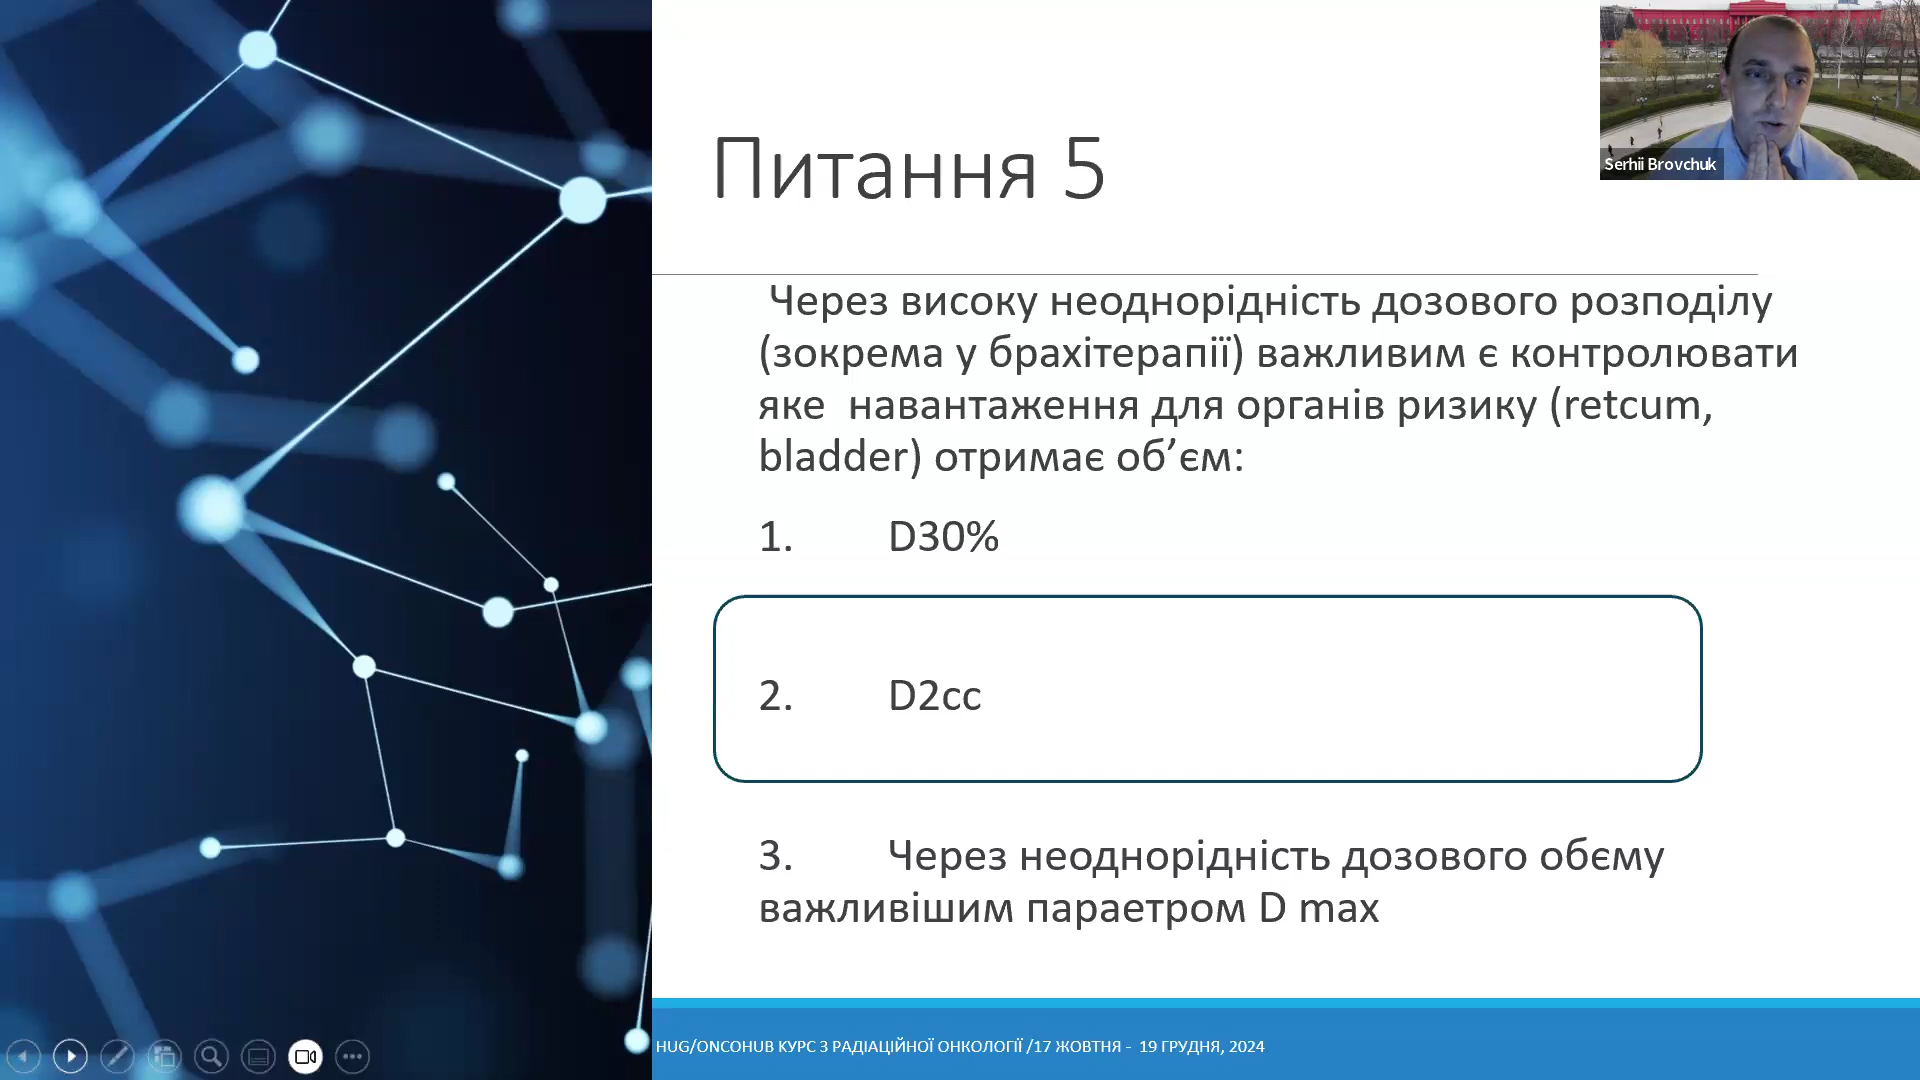 Питання 5
Serhii Brovchuk
Через високу неоднорідність дозового розподілу
(зокрема у брахітерапії) важливим є контролювати
яке навантаження для органів ризику (retcum,
bladder) отримає об’єм:
1. D30%
2. D2cc
3. Через неоднорідність дозового обєму
важливішим параетром D max
HUG/ONCOHUB КУРС З РАДІАЦІЙНОЇ ОНКОЛОГІЇ /17 ЖОВТНЯ - 19 ГРУДНЯ, 2024